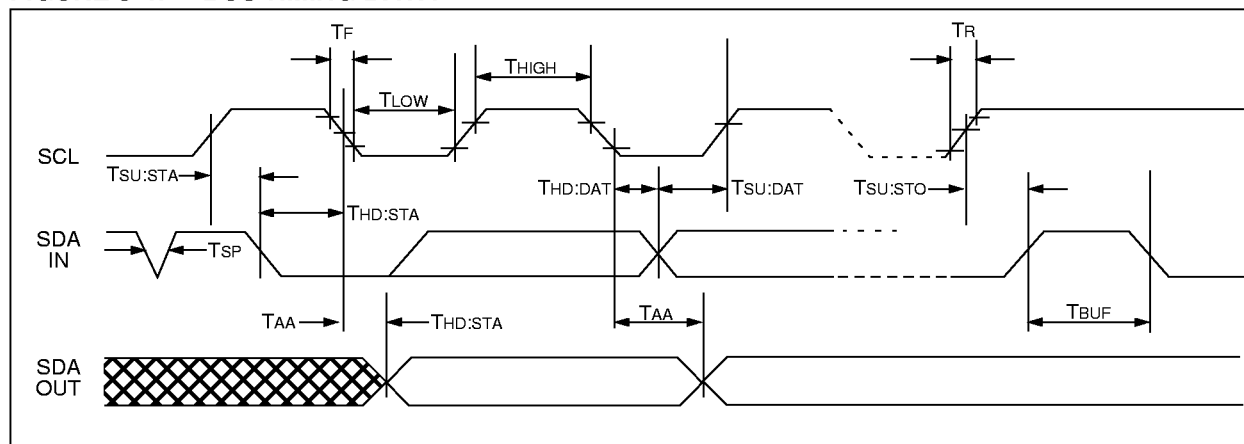 TF
TR
THIGH
TLOW
SCL
TSU:STA
THD:DAT
TSU:DAT
TSU:STO
THD:STA
SDA
IN
TSP
TAA
THD:STA
TAA
TBUF
SDA
OUT